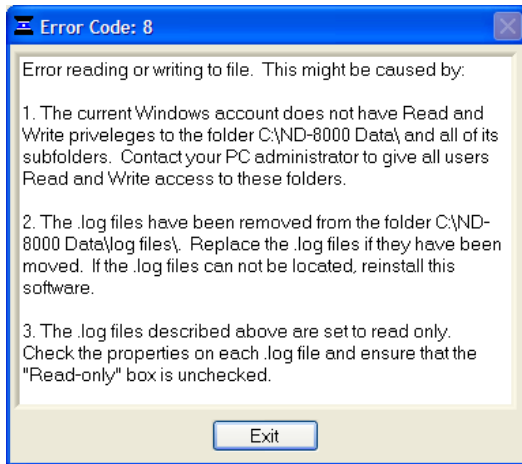 Error Code: 8
Error reading or writing to file.  This might be caused by:
1. The current Windows account does not have Read and
Write priveleges to the folder C:\ND-8000 Data\ and all of its
subfolders.  Contact your PC administrator to give all users
Read and Write access to these folders.
2. The .log files have been removed from the folder C:\ND-
8000 Data\log files\.  Replace the .log files if they have been
moved.  If the .log files can not be located, reinstall this
software.
3. The .log files described above are set to read only.
Check the properties on each .log file and ensure that the
"Read-only" box is unchecked.
Exit